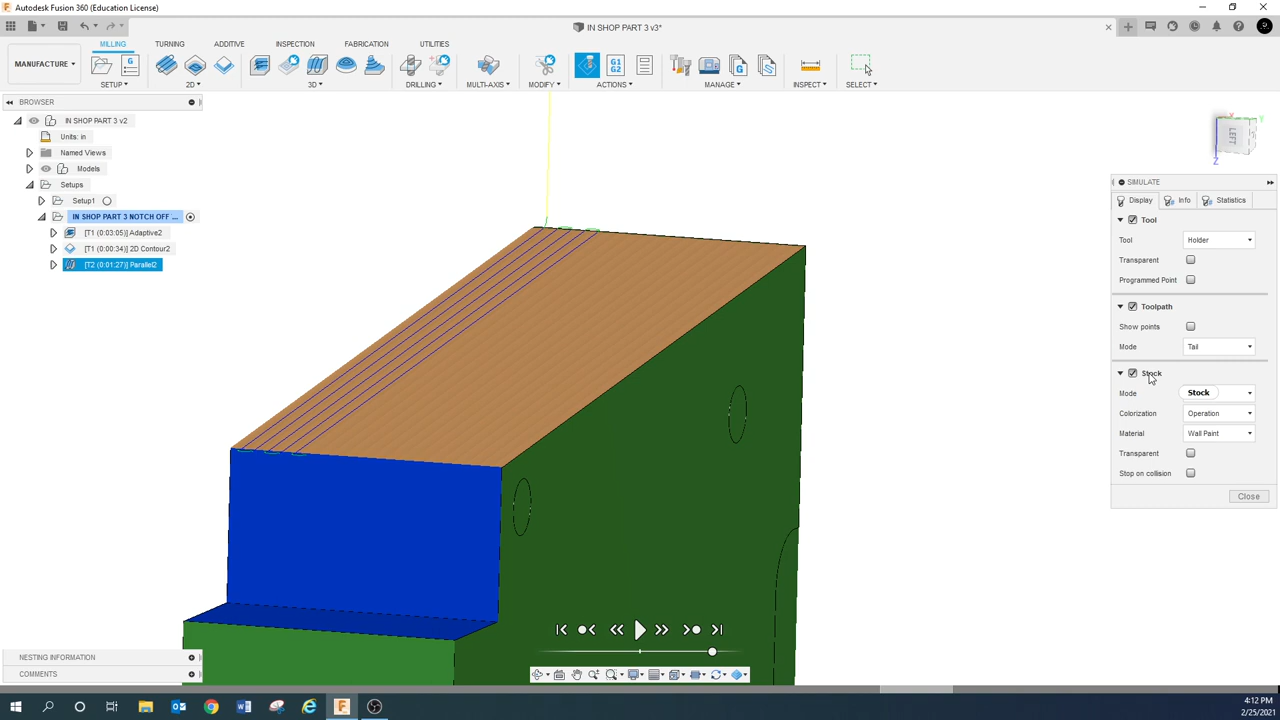 Autodesk Fusion 360 (Education License)
IN SHOP PART 3 v3*
MILLING TURNING ADDITIVE INSPECTION FABRICATION UTILITIES
MANUFACTURE
G
G1
G2
G
SETUP 2D 3D DRILLING MULTI-AXIS MODIFY ACTIONS MANAGE INSPECT SELECT
BROWSER
IN SHOP PART 3 v2
Units: in
Named Views
Models
Setups
Setup1
IN SHOP PART 3 NOTCH OFF ...
[T1 (0:03:05)] Adaptive2
[T1 (0:00:34)] 2D Contour2
[T2 (0:01:27)] Parallel2
LEFT
Z
SIMULATE
Display Info Statistics
Tool
Tool Holder
Transparent
Programmed Point
Toolpath
Show points
Mode Tail
Stock
Mode Stock
Colorization Operation
Material Wall Paint
Transparent
Stop on collision
Close
NESTING INFORMATION
COMMENTS
4:12 PM
2/25/2021